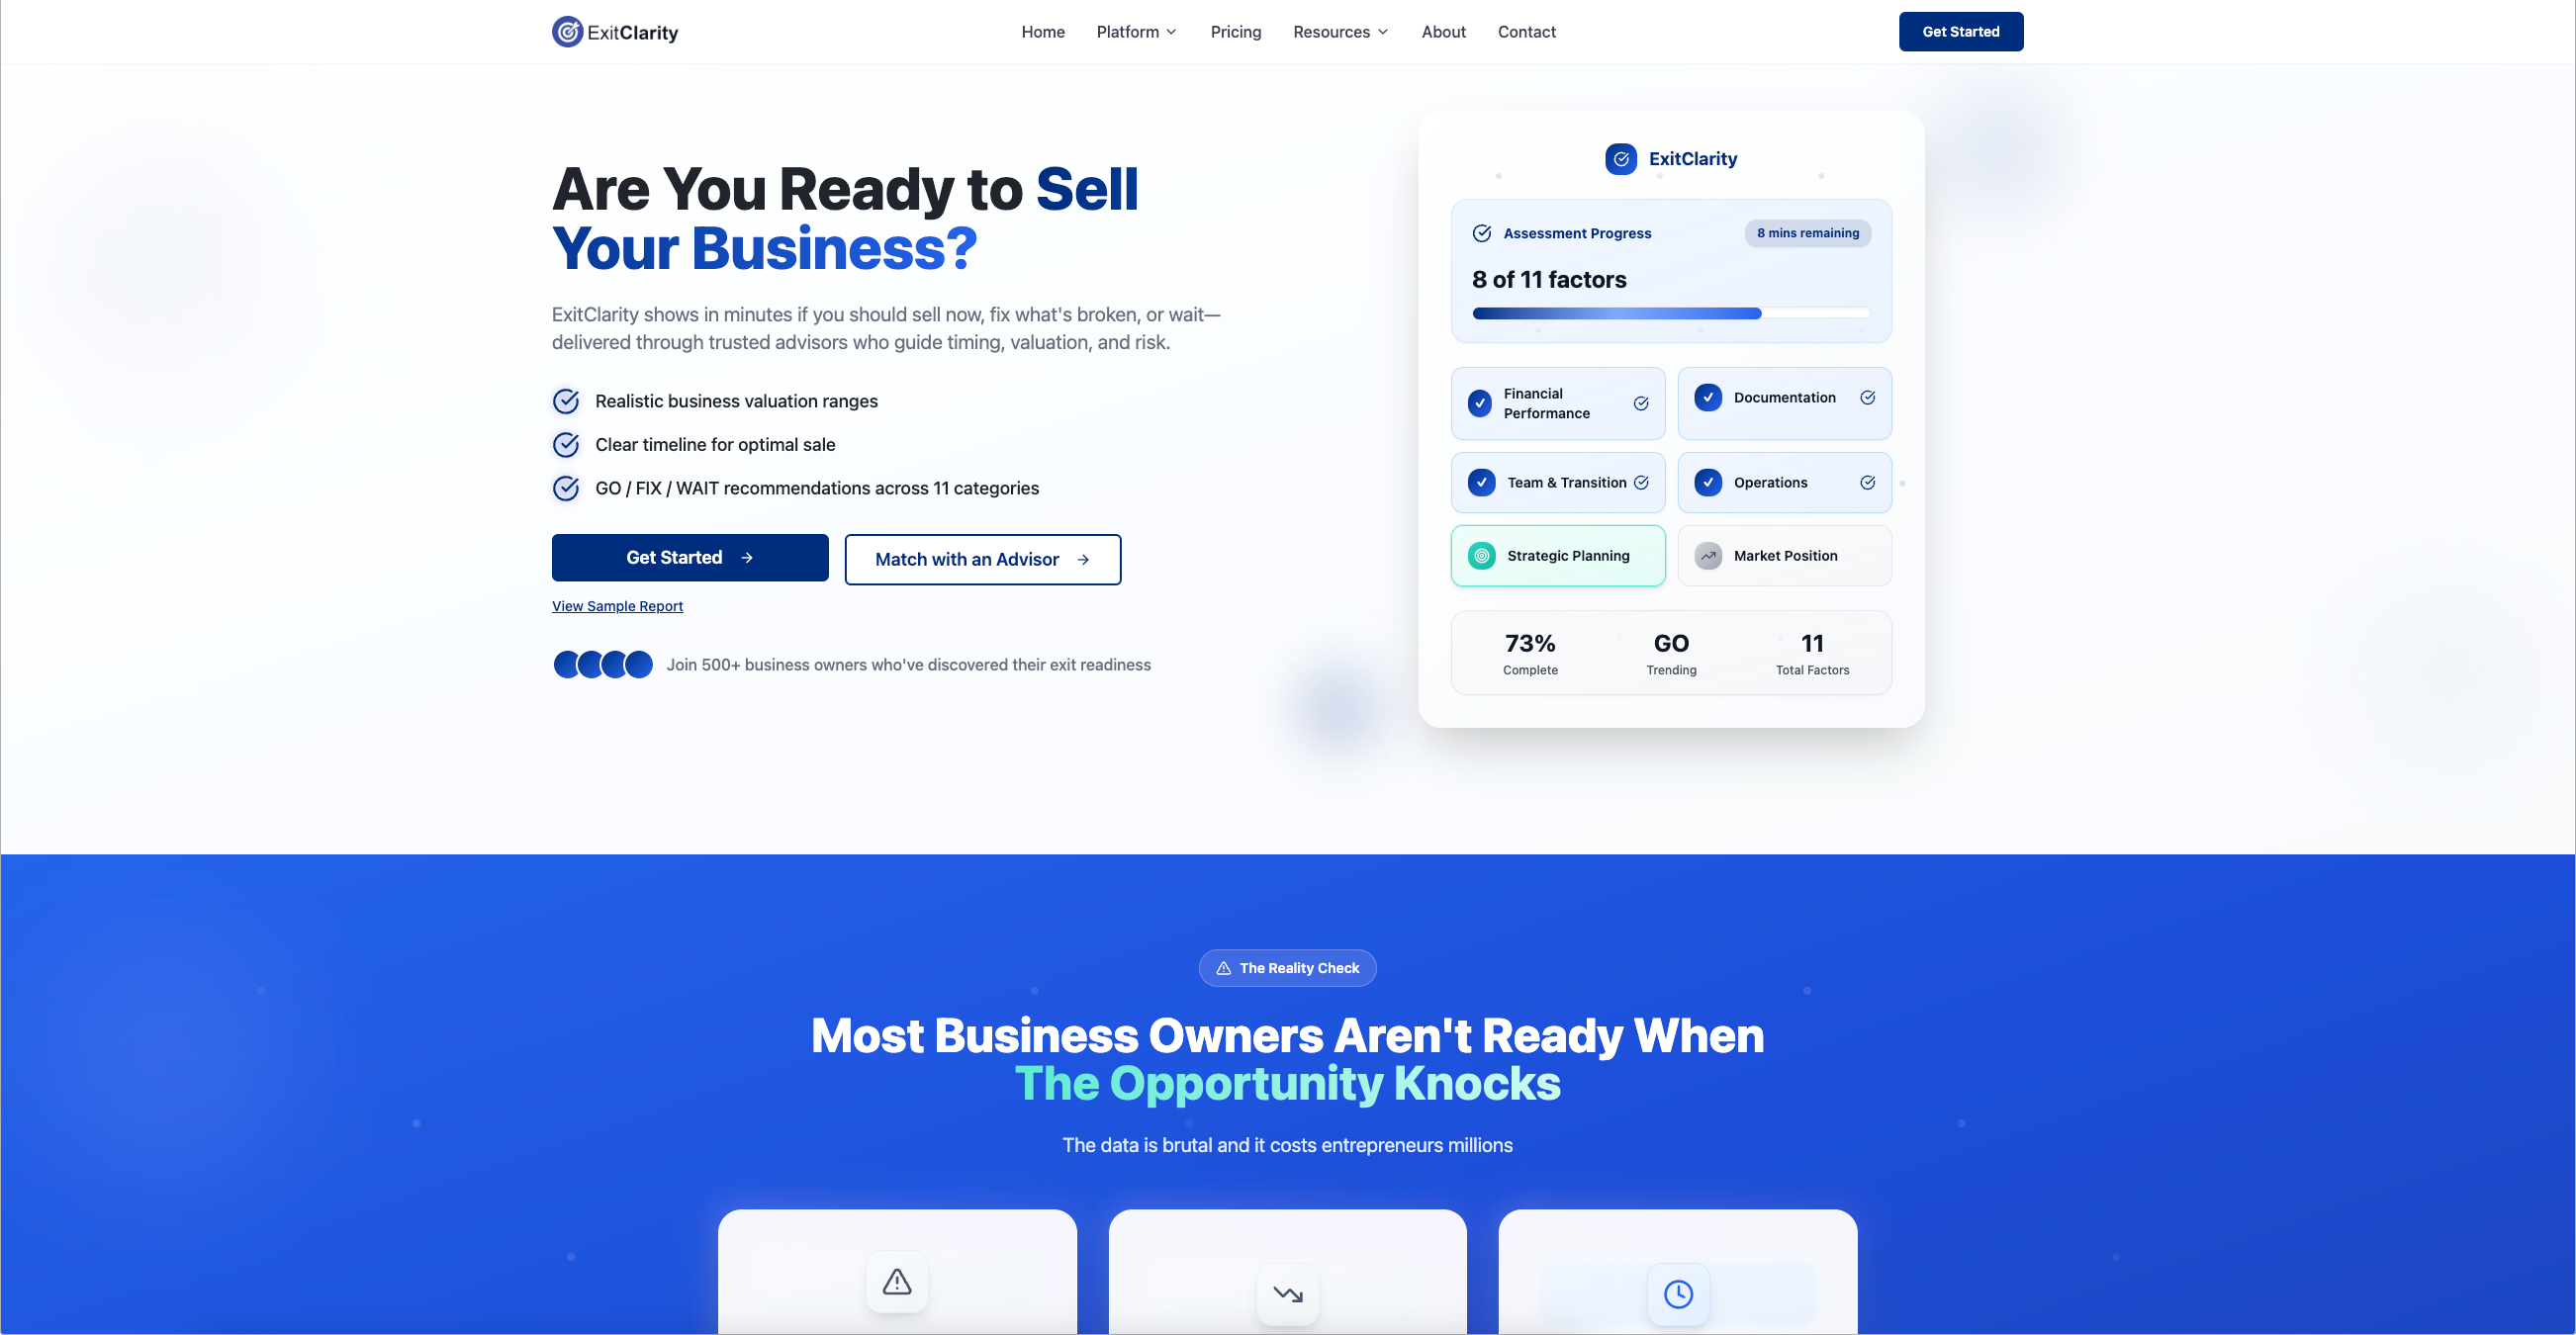 ExitClarity
Home
Platform
Pricing
Resources
About
Contact
Get Started
Are You Ready to Sell
Your Business?
ExitClarity shows in minutes if you should sell now, fix what's broken, or wait—
delivered through trusted advisors who guide timing, valuation, and risk.
Realistic business valuation ranges
Clear timeline for optimal sale
GO / FIX / WAIT recommendations across 11 categories
Get Started
Match with an Advisor
View Sample Report
Join 500+ business owners who've discovered their exit readiness
ExitClarity
Assessment Progress
8 mins remaining
8 of 11 factors
Financial
Performance
Documentation
Team & Transition
Operations
Strategic Planning
Market Position
73%
Complete
GO
Trending
11
Total Factors
The Reality Check
Most Business Owners Aren't Ready When
The Opportunity Knocks
The data is brutal and it costs entrepreneurs millions